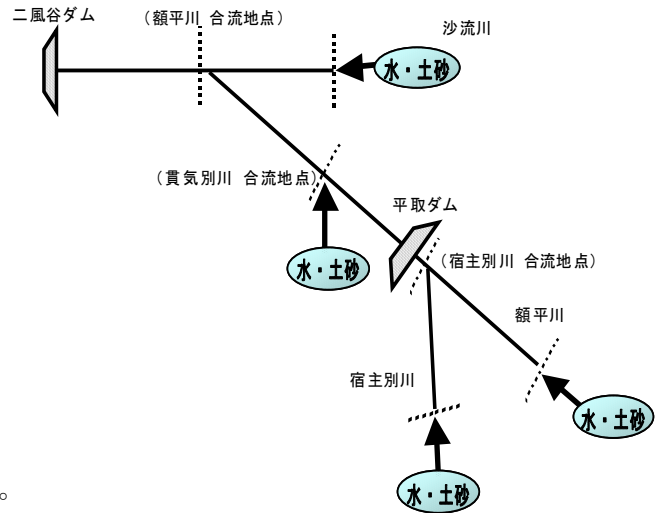 二風谷ダム
（額平川 合流地点）
沙流川
水・土砂
（貫気別川 合流地点）
平取ダム
水・土砂
（宿主別川 合流地点）
額平川
宿主別川
水・土砂
水・土砂
。